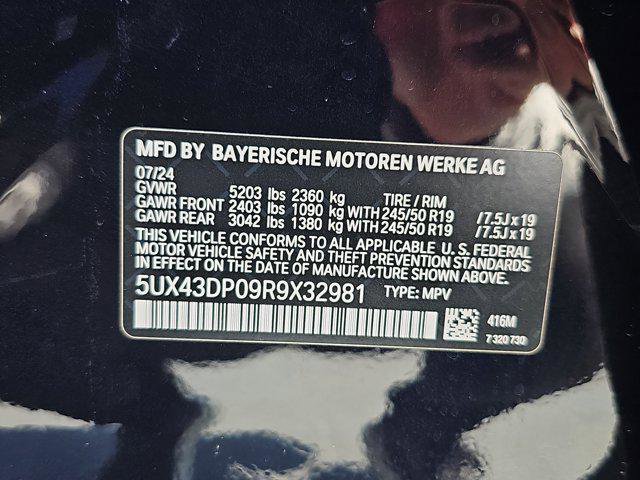 MFD BY BAYERISCHE MOTOREN WERKE AG
07/24
GVWR 5203 lbs 2360 kg TIRE / RIM
GAWR FRONT 2403 lbs 1090 kg WITH 245/50 R19 /7.5J x 19
GAWR REAR 3042 lbs 1380 kg WITH 245/50 R19 /7.5J x 19
THIS VEHICLE CONFORMS TO ALL APPLICABLE U.S. FEDERAL
MOTOR VEHICLE SAFETY AND THEFT PREVENTION STANDARDS
IN EFFECT ON THE DATE OF MANUFACTURE SHOWN ABOVE.
5UX43DP09R9X32981 TYPE: MPV
416M
7 320 730